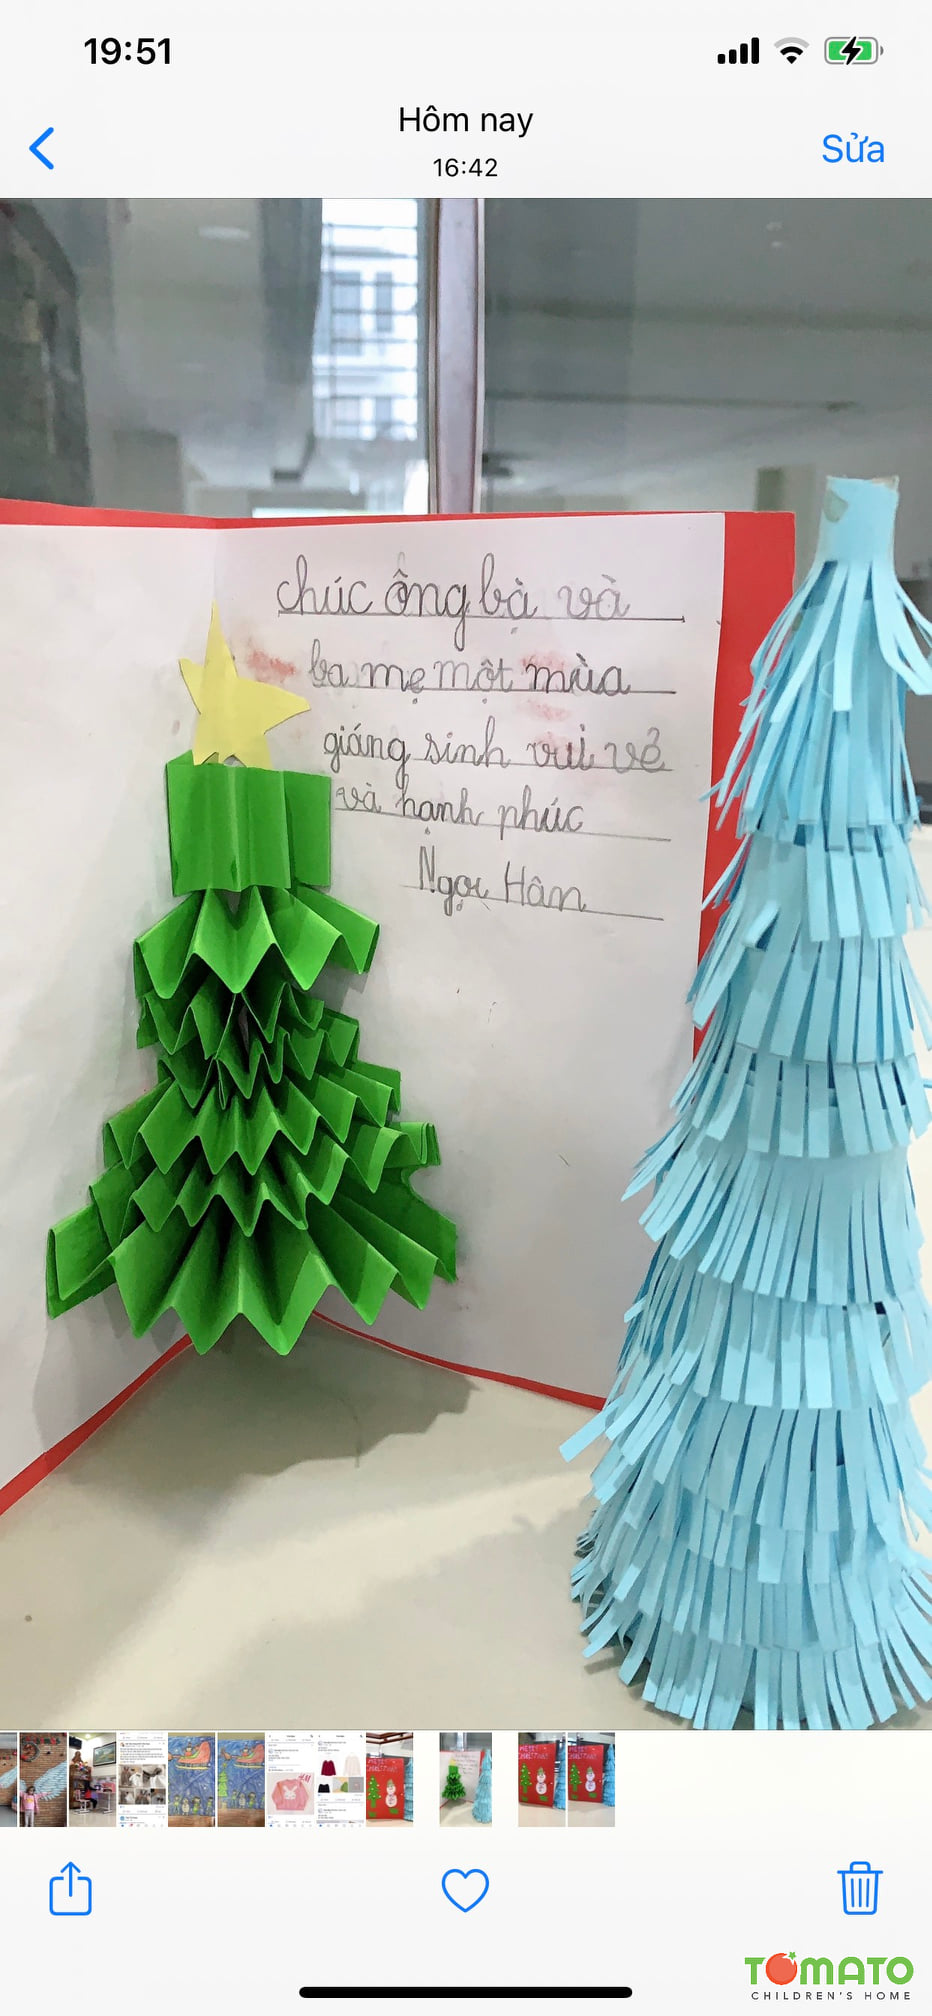 19:51
Hôm nay
16:42
Sửa
chúc ông bà và
ba mẹ một mùa
giáng sinh vui vẻ
và hạnh phúc
Ngọc Hân
TOMATO
CHILDREN'S HOME